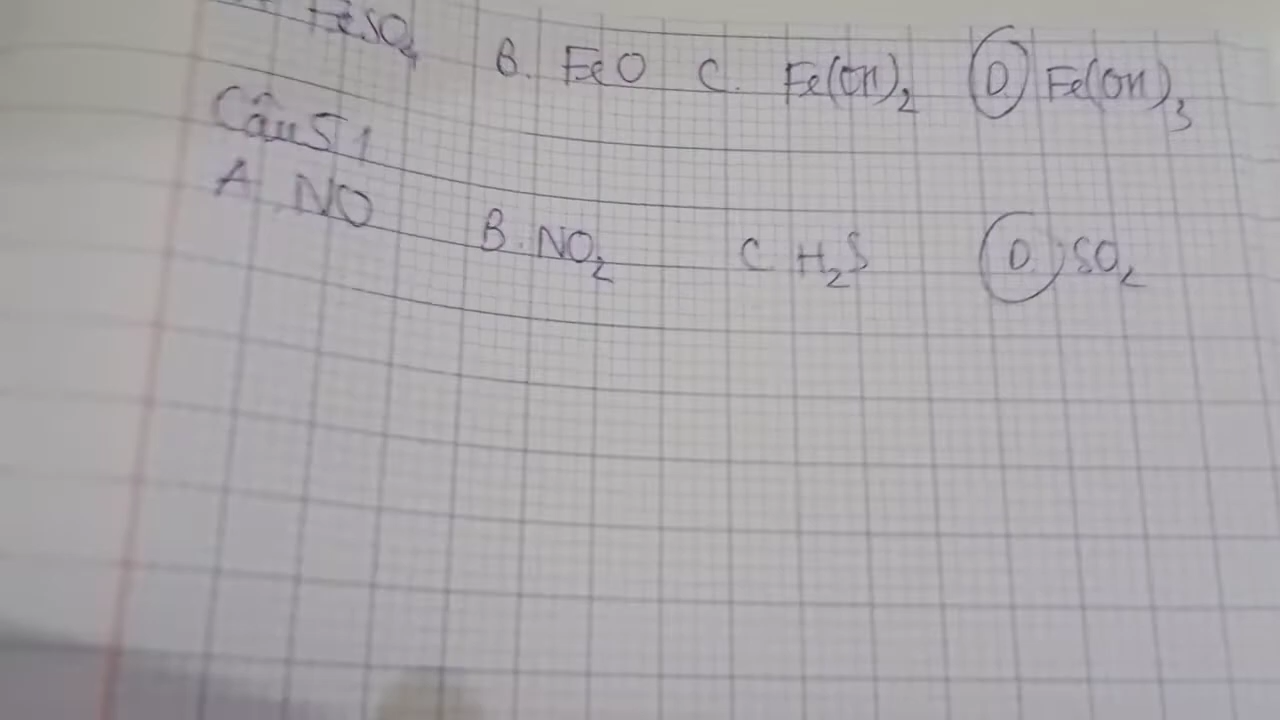 FeSO4 B. FeO C. Fe(OH)2 D. Fe(OH)3
Câu 51
A NO B. NO2 C H2S D. SO2